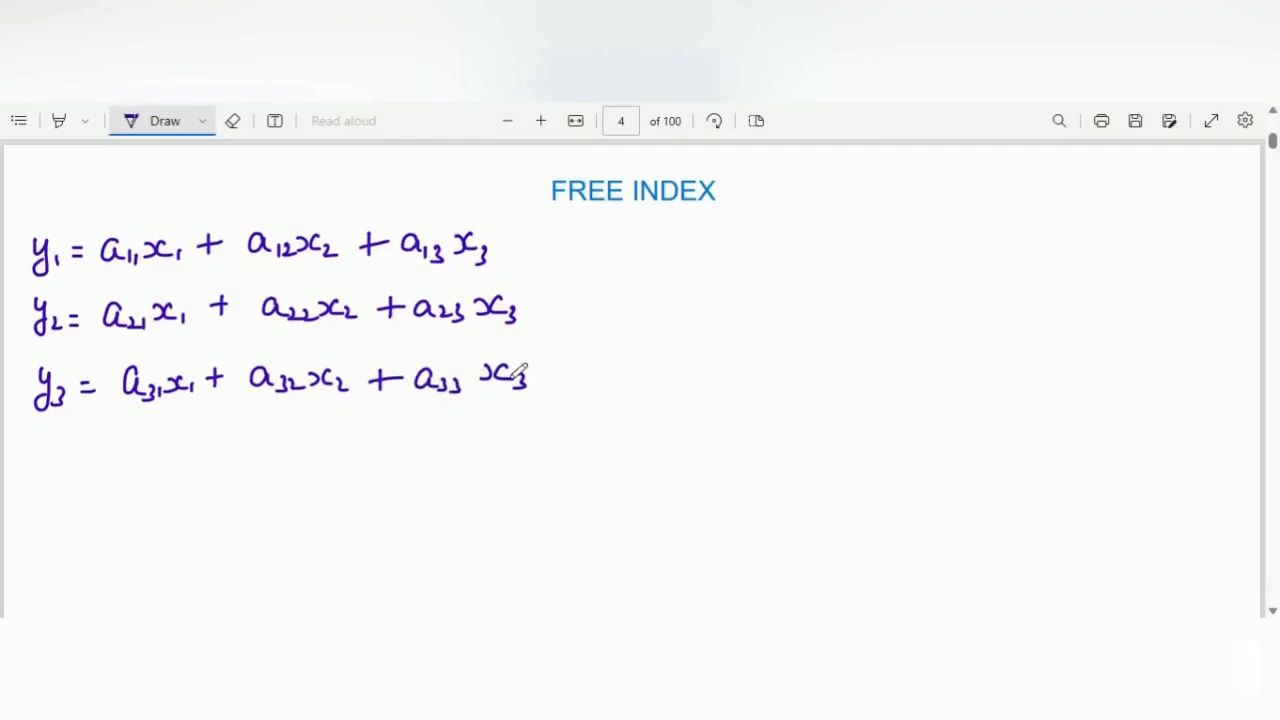 Draw
Read aloud
4 of 100
FREE INDEX
y₁ = a₁₁x₁ + a₁₂x₂ + a₁₃x₃
y₂ = a₂₁x₁ + a₂₂x₂ + a₂₃x₃
y₃ = a₃₁x₁ + a₃₂x₂ + a₃₃x₃